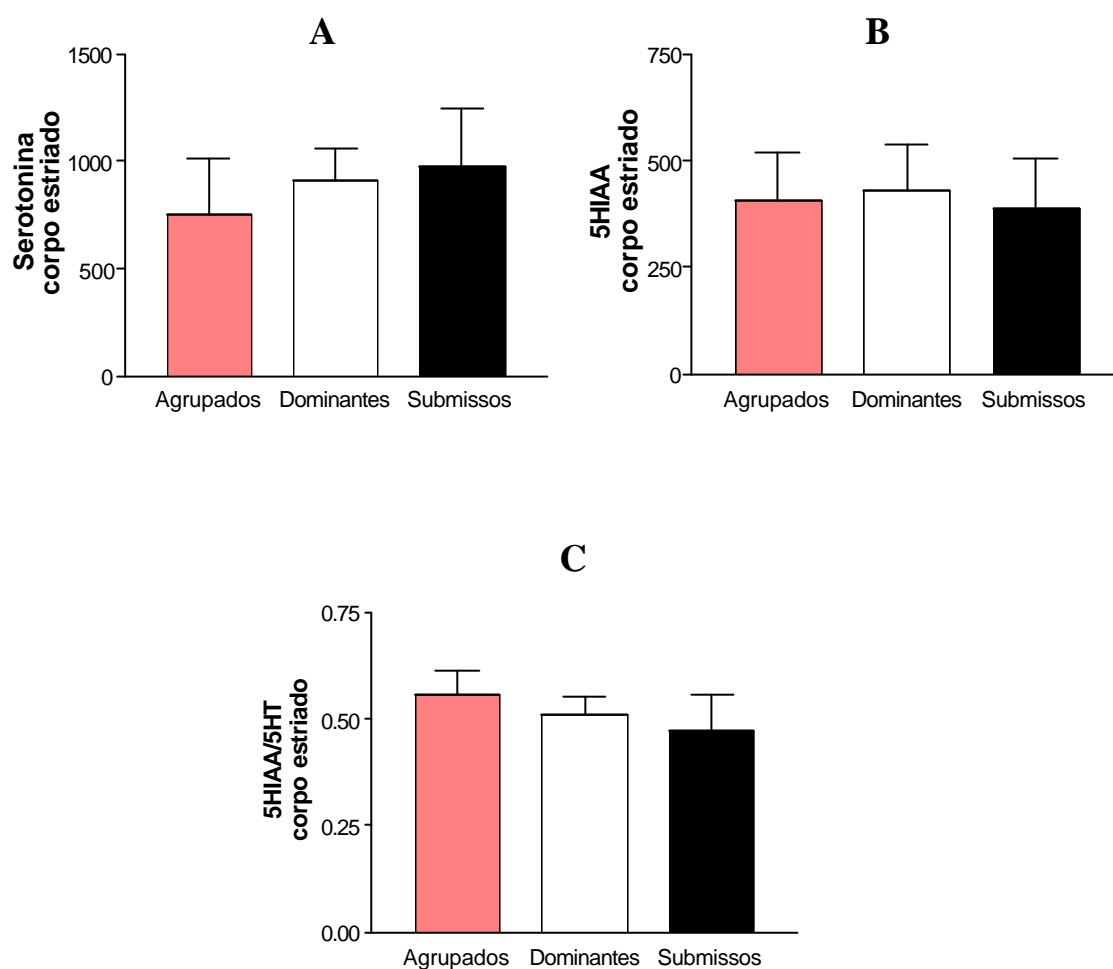 A
Serotonina
corpo estriado
1500
1000
500
0
Agrupados Dominantes Submissos
B
5HIAA
corpo estriado
750
500
250
0
Agrupados Dominantes Submissos
C
5HIAA/5HT
corpo estriado
0.75
0.50
0.25
0.00
Agrupados Dominantes Submissos